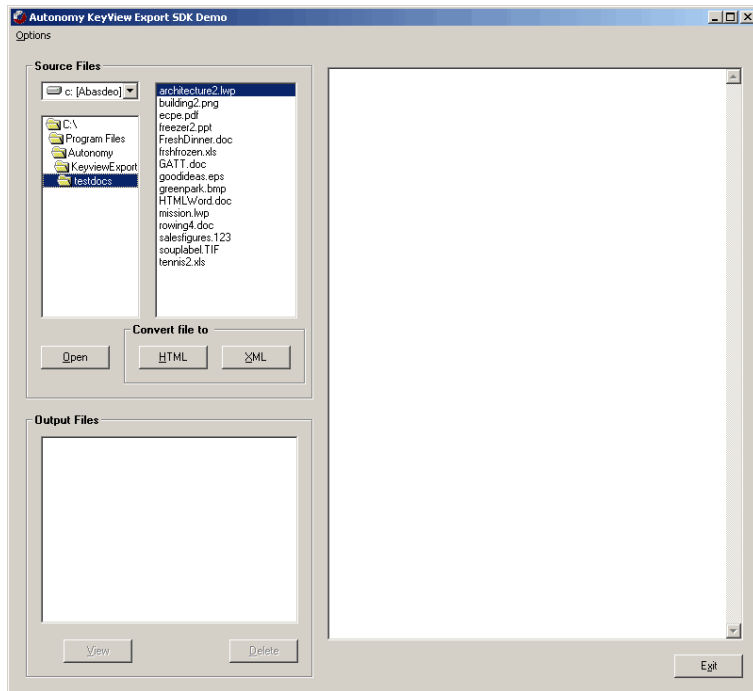 Autonomy KeyView Export SDK Demo
Options
Source Files
c: [Abasdeo]
C:\
Program Files
Autonomy
KeyviewExport
testdocs
architecture2.lwp
building2.png
ecpe.pdf
freezer2.ppt
FreshDinner.doc
frshfrozen.xls
GATT.doc
goodideas.eps
greenpark.bmp
HTMLWord.doc
mission.lwp
rowing4.doc
salesfigures.123
souplabel.TIF
tennis2.xls
Convert file to
Open
HTML
XML
Output Files
View
Delete
Exit